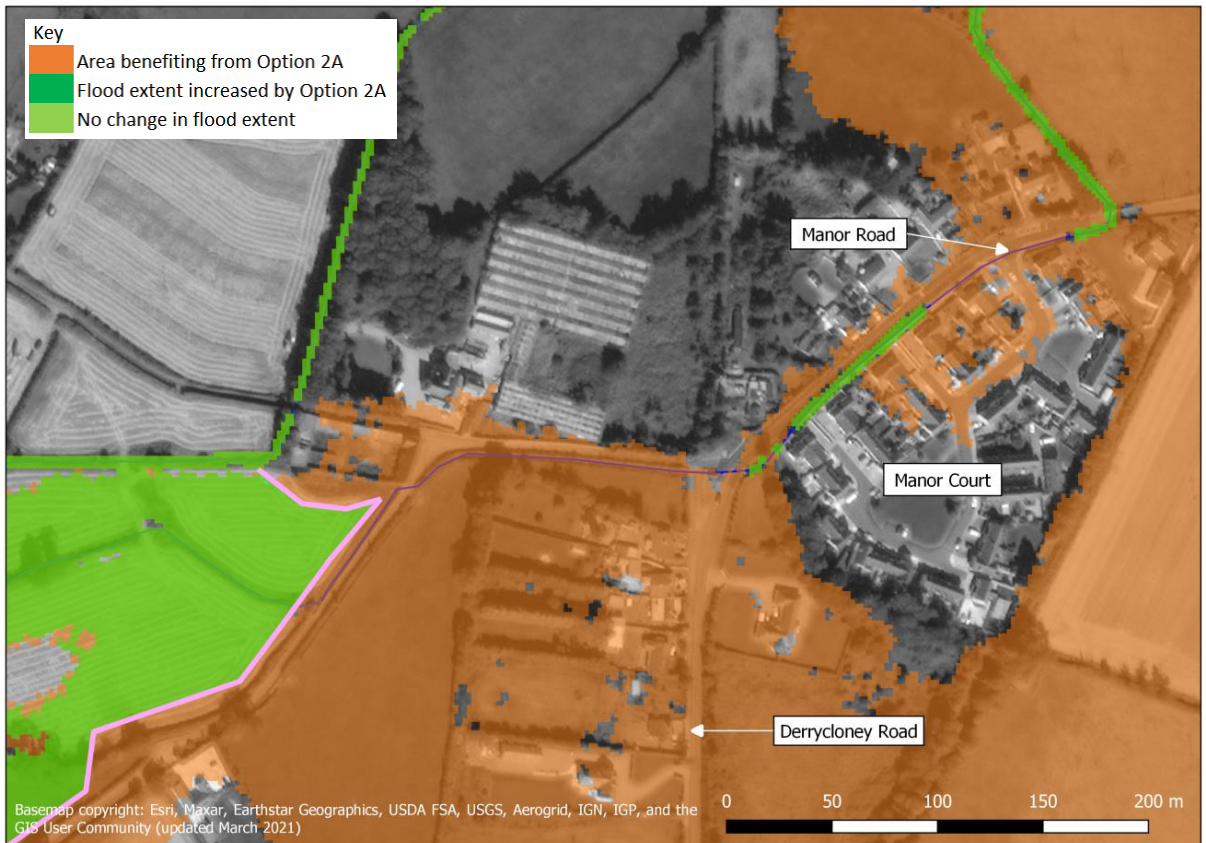 Key
Area benefiting from Option 2A
Flood extent increased by Option 2A
No change in flood extent
Manor Road
Manor Court
Derrycloney Road
Basemap copyright: Esri, Maxar, Earthstar Geographics, USDA FSA, USGS, Aerogrid, IGN, IGP, and the
GIS User Community (updated March 2021)
0 50 100 150 200 m